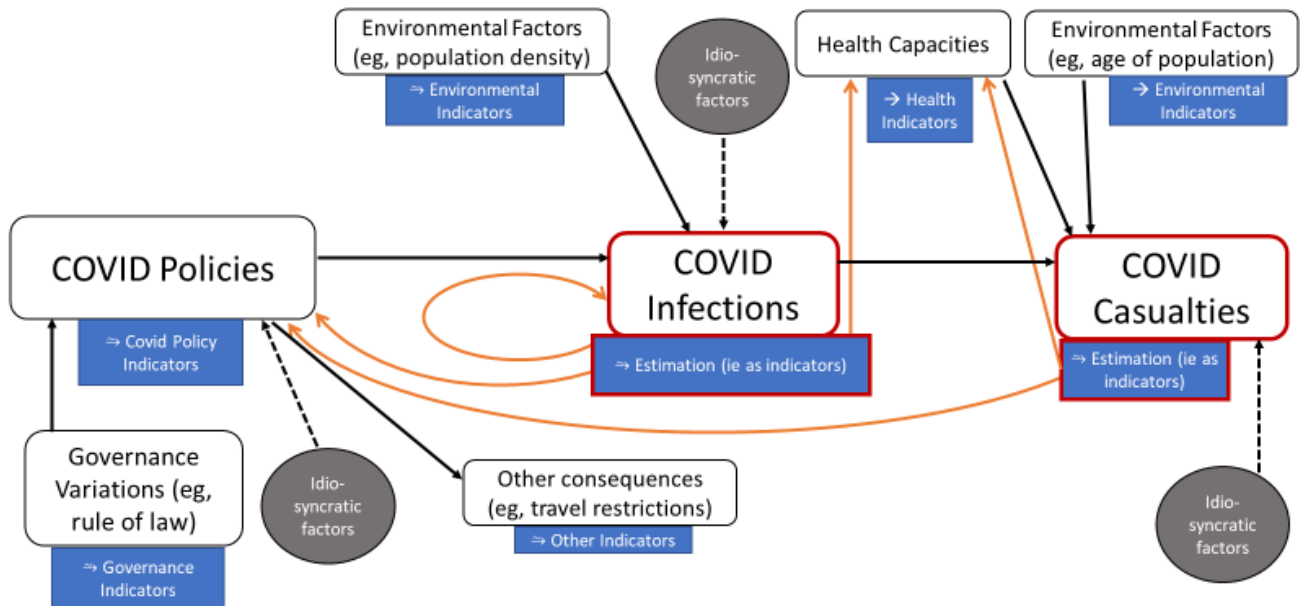 Environmental Factors
(eg, population density)
⥱ Environmental
Indicators
Idio-
syncratic
factors
Health Capacities
→ Health
Indicators
Environmental Factors
(eg, age of population)
→ Environmental
Indicators
COVID Policies
⥱ Covid Policy
Indicators
COVID
Infections
⥱ Estimation (ie as indicators)
COVID
Casualties
⥱ Estimation (ie as
indicators)
Governance
Variations (eg,
rule of law)
⥱ Governance
Indicators
Idio-
syncratic
factors
Other consequences
(eg, travel restrictions)
⥱ Other Indicators
Idio-
syncratic
factors